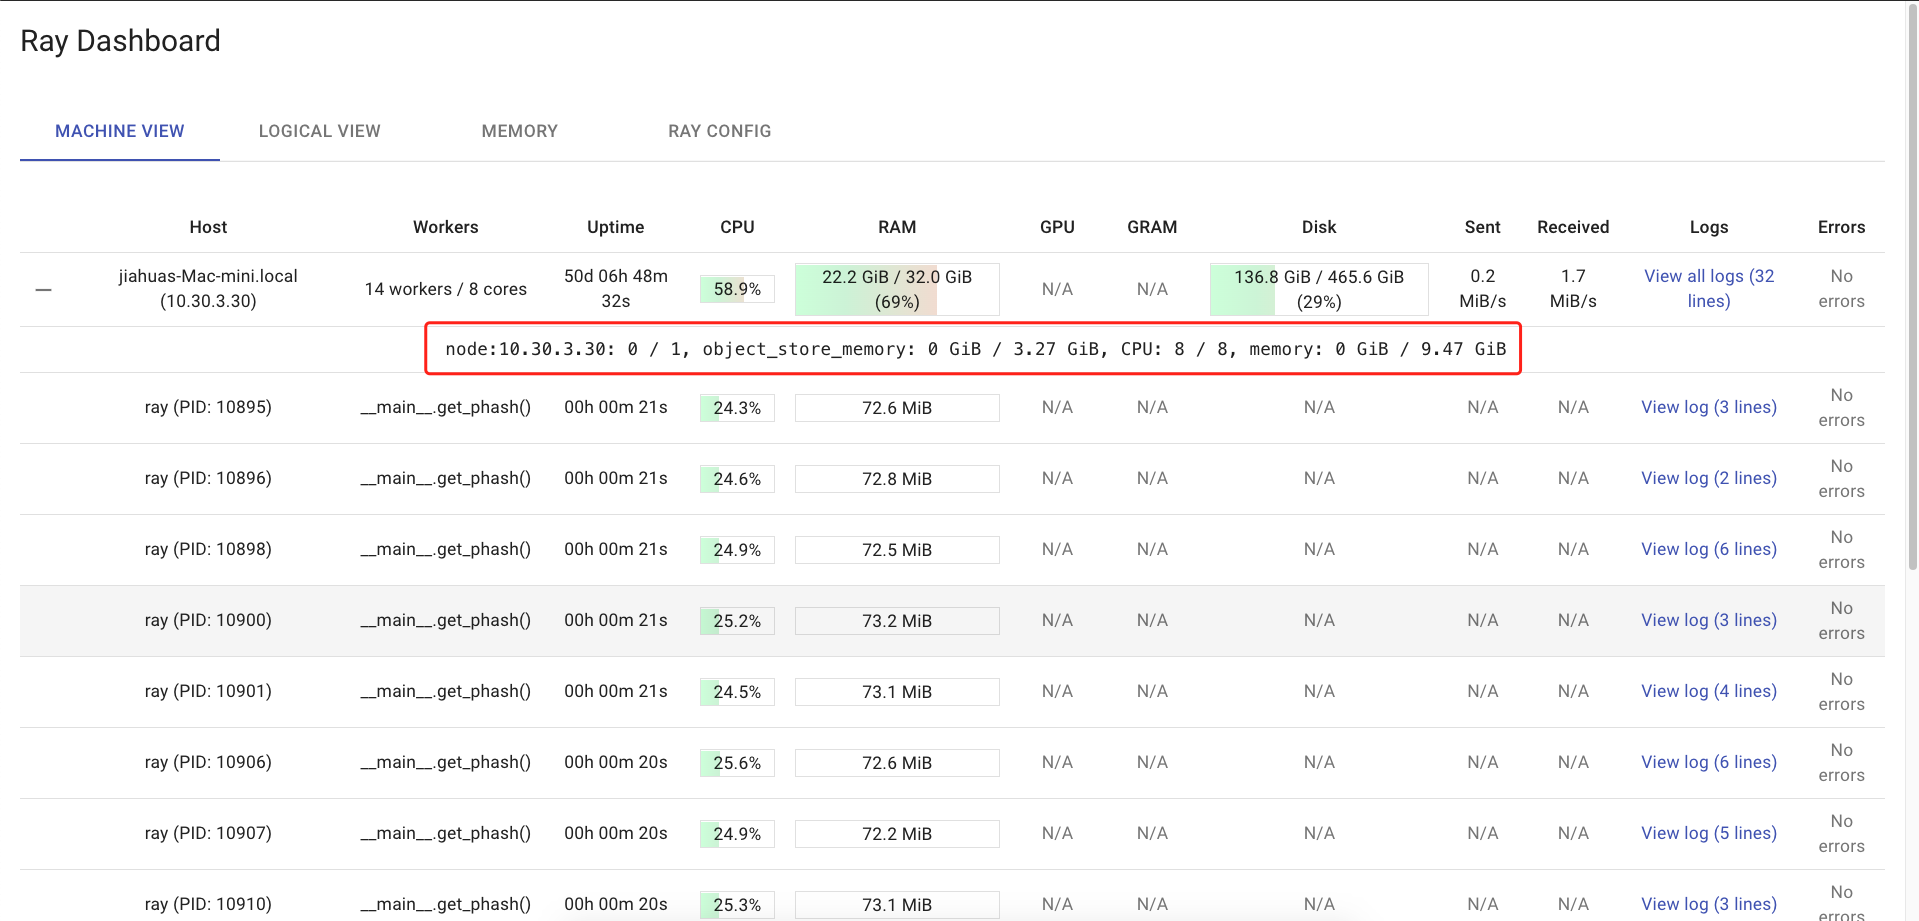 Ray Dashboard
MACHINE VIEW LOGICAL VIEW MEMORY RAY CONFIG
Host Workers Uptime CPU RAM GPU GRAM Disk Sent Received Logs Errors
jiahuas-Mac-mini.local (10.30.3.30) 14 workers / 8 cores 50d 06h 48m 32s 58.9% 22.2 GiB / 32.0 GiB (69%) N/A N/A 136.8 GiB / 465.6 GiB (29%) 0.2 MiB/s 1.7 MiB/s View all logs (32 lines) No errors
node:10.30.3.30: 0 / 1, object_store_memory: 0 GiB / 3.27 GiB, CPU: 8 / 8, memory: 0 GiB / 9.47 GiB
ray (PID: 10895) __main__.get_phash() 00h 00m 21s 24.3% 72.6 MiB N/A N/A N/A N/A N/A View log (3 lines) No errors
ray (PID: 10896) __main__.get_phash() 00h 00m 21s 24.6% 72.8 MiB N/A N/A N/A N/A N/A View log (2 lines) No errors
ray (PID: 10898) __main__.get_phash() 00h 00m 21s 24.9% 72.5 MiB N/A N/A N/A N/A N/A View log (6 lines) No errors
ray (PID: 10900) __main__.get_phash() 00h 00m 21s 25.2% 73.2 MiB N/A N/A N/A N/A N/A View log (3 lines) No errors
ray (PID: 10901) __main__.get_phash() 00h 00m 21s 24.5% 73.1 MiB N/A N/A N/A N/A N/A View log (4 lines) No errors
ray (PID: 10906) __main__.get_phash() 00h 00m 20s 25.6% 72.6 MiB N/A N/A N/A N/A N/A View log (6 lines) No errors
ray (PID: 10907) __main__.get_phash() 00h 00m 20s 24.9% 72.2 MiB N/A N/A N/A N/A N/A View log (5 lines) No errors
ray (PID: 10910) __main__.get_phash() 00h 00m 20s 25.3% 73.1 MiB N/A N/A N/A N/A N/A View log (3 lines) No errors